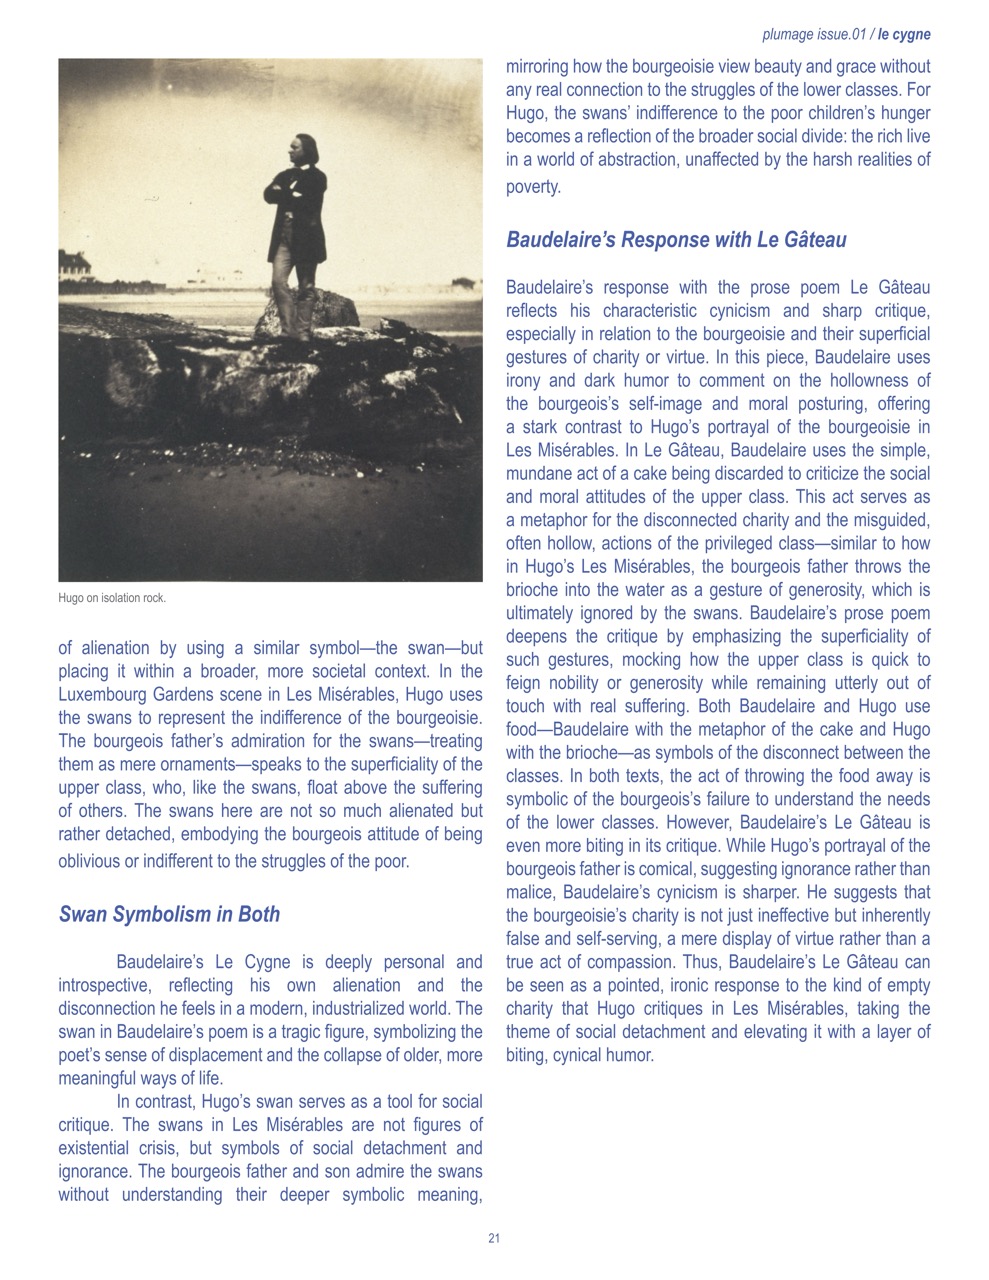 plumage issue.01 / le cygne
Hugo on isolation rock.
of alienation by using a similar symbol—the swan—but
placing it within a broader, more societal context. In the
Luxembourg Gardens scene in Les Misérables, Hugo uses
the swans to represent the indifference of the bourgeoisie.
The bourgeois father's admiration for the swans—treating
them as mere ornaments—speaks to the superficiality of the
upper class, who, like the swans, float above the suffering
of others. The swans here are not so much alienated but
rather detached, embodying the bourgeois attitude of being
oblivious or indifferent to the struggles of the poor.
Swan Symbolism in Both
Baudelaire's Le Cygne is deeply personal and
introspective, reflecting his own alienation and the
disconnection he feels in a modern, industrialized world. The
swan in Baudelaire's poem is a tragic figure, symbolizing the
poet's sense of displacement and the collapse of older, more
meaningful ways of life.
In contrast, Hugo's swan serves as a tool for social
critique. The swans in Les Misérables are not figures of
existential crisis, but symbols of social detachment and
ignorance. The bourgeois father and son admire the swans
without understanding their deeper symbolic meaning,
mirroring how the bourgeoisie view beauty and grace without
any real connection to the struggles of the lower classes. For
Hugo, the swans' indifference to the poor children's hunger
becomes a reflection of the broader social divide: the rich live
in a world of abstraction, unaffected by the harsh realities of
poverty.
Baudelaire's Response with Le Gâteau
Baudelaire's response with the prose poem Le Gâteau
reflects his characteristic cynicism and sharp critique,
especially in relation to the bourgeoisie and their superficial
gestures of charity or virtue. In this piece, Baudelaire uses
irony and dark humor to comment on the hollowness of
the bourgeois's self-image and moral posturing, offering
a stark contrast to Hugo's portrayal of the bourgeoisie in
Les Misérables. In Le Gâteau, Baudelaire uses the simple,
mundane act of a cake being discarded to criticize the social
and moral attitudes of the upper class. This act serves as
a metaphor for the disconnected charity and the misguided,
often hollow, actions of the privileged class—similar to how
in Hugo's Les Misérables, the bourgeois father throws the
brioche into the water as a gesture of generosity, which is
ultimately ignored by the swans. Baudelaire's prose poem
deepens the critique by emphasizing the superficiality of
such gestures, mocking how the upper class is quick to
feign nobility or generosity while remaining utterly out of
touch with real suffering. Both Baudelaire and Hugo use
food—Baudelaire with the metaphor of the cake and Hugo
with the brioche—as symbols of the disconnect between the
classes. In both texts, the act of throwing the food away is
symbolic of the bourgeois's failure to understand the needs
of the lower classes. However, Baudelaire's Le Gâteau is
even more biting in its critique. While Hugo's portrayal of the
bourgeois father is comical, suggesting ignorance rather than
malice, Baudelaire's cynicism is sharper. He suggests that
the bourgeoisie's charity is not just ineffective but inherently
false and self-serving, a mere display of virtue rather than a
true act of compassion. Thus, Baudelaire's Le Gâteau can
be seen as a pointed, ironic response to the kind of empty
charity that Hugo critiques in Les Misérables, taking the
theme of social detachment and elevating it with a layer of
biting, cynical humor.
21